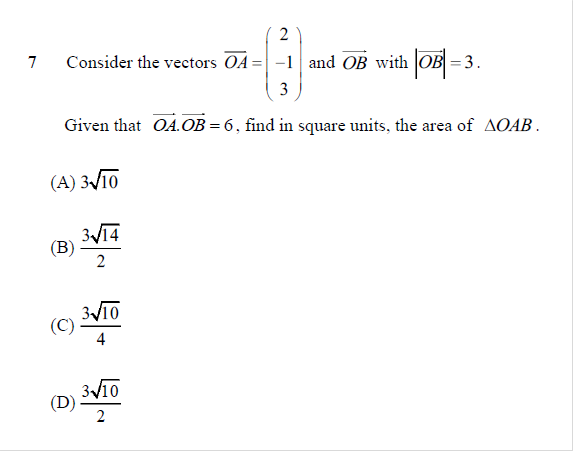 7 Consider the vectors $\overrightarrow{OA} = \begin{pmatrix} 2 \\ -1 \\ 3 \end{pmatrix}$ and $\overrightarrow{OB}$ with $\left|\overrightarrow{OB}\right| = 3$.
Given that $\overrightarrow{OA}.\overrightarrow{OB} = 6$, find in square units, the area of $\Delta OAB$.
(A) $3\sqrt{10}$
(B) $\frac{3\sqrt{14}}{2}$
(C) $\frac{3\sqrt{10}}{4}$
(D) $\frac{3\sqrt{10}}{2}$